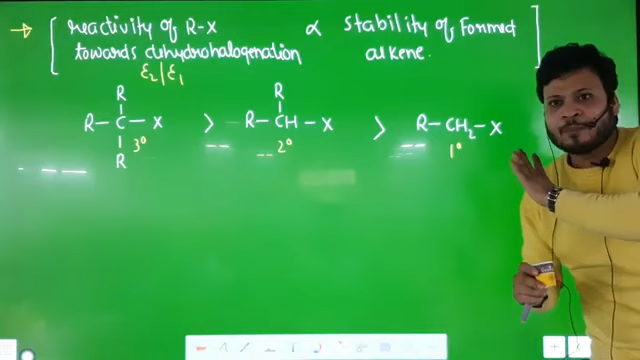 → [ reactivity of R-X ∝ stability of Formed
towards dehydrohalogenation alkene. ]
E₂/E₁
R R
R-C-X > R-CH-X > R-CH₂-X
R 3° 2° 1°